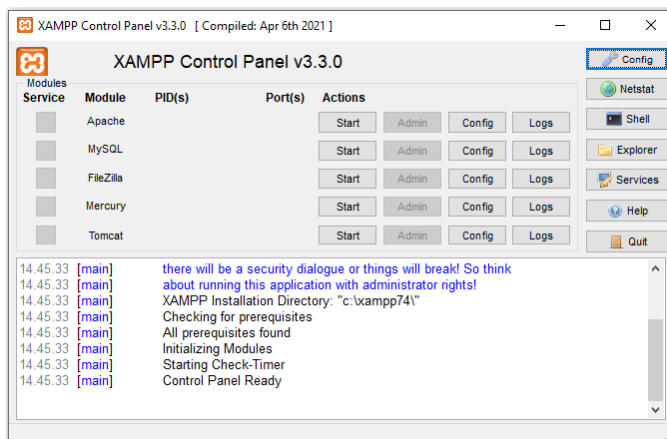 XAMPP Control Panel v3.3.0 [ Compiled: Apr 6th 2021 ]
XAMPP Control Panel v3.3.0
Config
Modules
Service Module PID(s) Port(s) Actions
Netstat
Apache Start Admin Config Logs
Shell
MySQL Start Admin Config Logs
Explorer
FileZilla Start Admin Config Logs
Services
Mercury Start Admin Config Logs
Help
Tomcat Start Admin Config Logs
Quit
14.45.33 [main] there will be a security dialogue or things will break! So think
14.45.33 [main] about running this application with administrator rights!
14.45.33 [main] XAMPP Installation Directory: "c:\xampp74\"
14.45.33 [main] Checking for prerequisites
14.45.33 [main] All prerequisites found
14.45.33 [main] Initializing Modules
14.45.33 [main] Starting Check-Timer
14.45.33 [main] Control Panel Ready